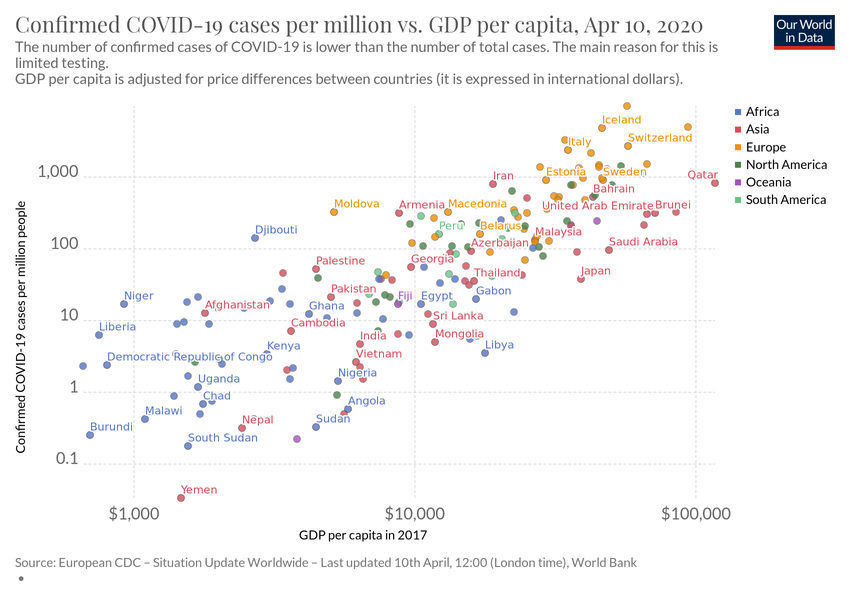 Confirmed COVID-19 cases per million vs. GDP per capita, Apr 10, 2020
Our World
in Data
The number of confirmed cases of COVID-19 is lower than the number of total cases. The main reason for this is
limited testing.
GDP per capita is adjusted for price differences between countries (it is expressed in international dollars).
Africa
Asia
Europe
North America
Oceania
South America
Confirmed COVID-19 cases per million people
1,000
100
10
1
0.1
Iceland
Switzerland
Italy
Estonia
Sweden
Iran
Qatar
Bahrain
Moldova
Armenia
Macedonia
United Arab Emirate
Brunei
Djibouti
Peru
Belarus
Malaysia
Azerbaijan
Saudi Arabia
Palestine
Georgia
Thailand
Japan
Niger
Pakistan
Fiji
Egypt
Gabon
Afghanistan
Ghana
Liberia
Cambodia
Sri Lanka
India
Mongolia
Kenya
Libya
Democratic Republic of Congo
Vietnam
Uganda
Nigeria
Chad
Malawi
Angola
Burundi
Nepal
Sudan
South Sudan
Yemen
$1,000
$10,000
$100,000
GDP per capita in 2017
Source: European CDC – Situation Update Worldwide – Last updated 10th April, 12:00 (London time), World Bank